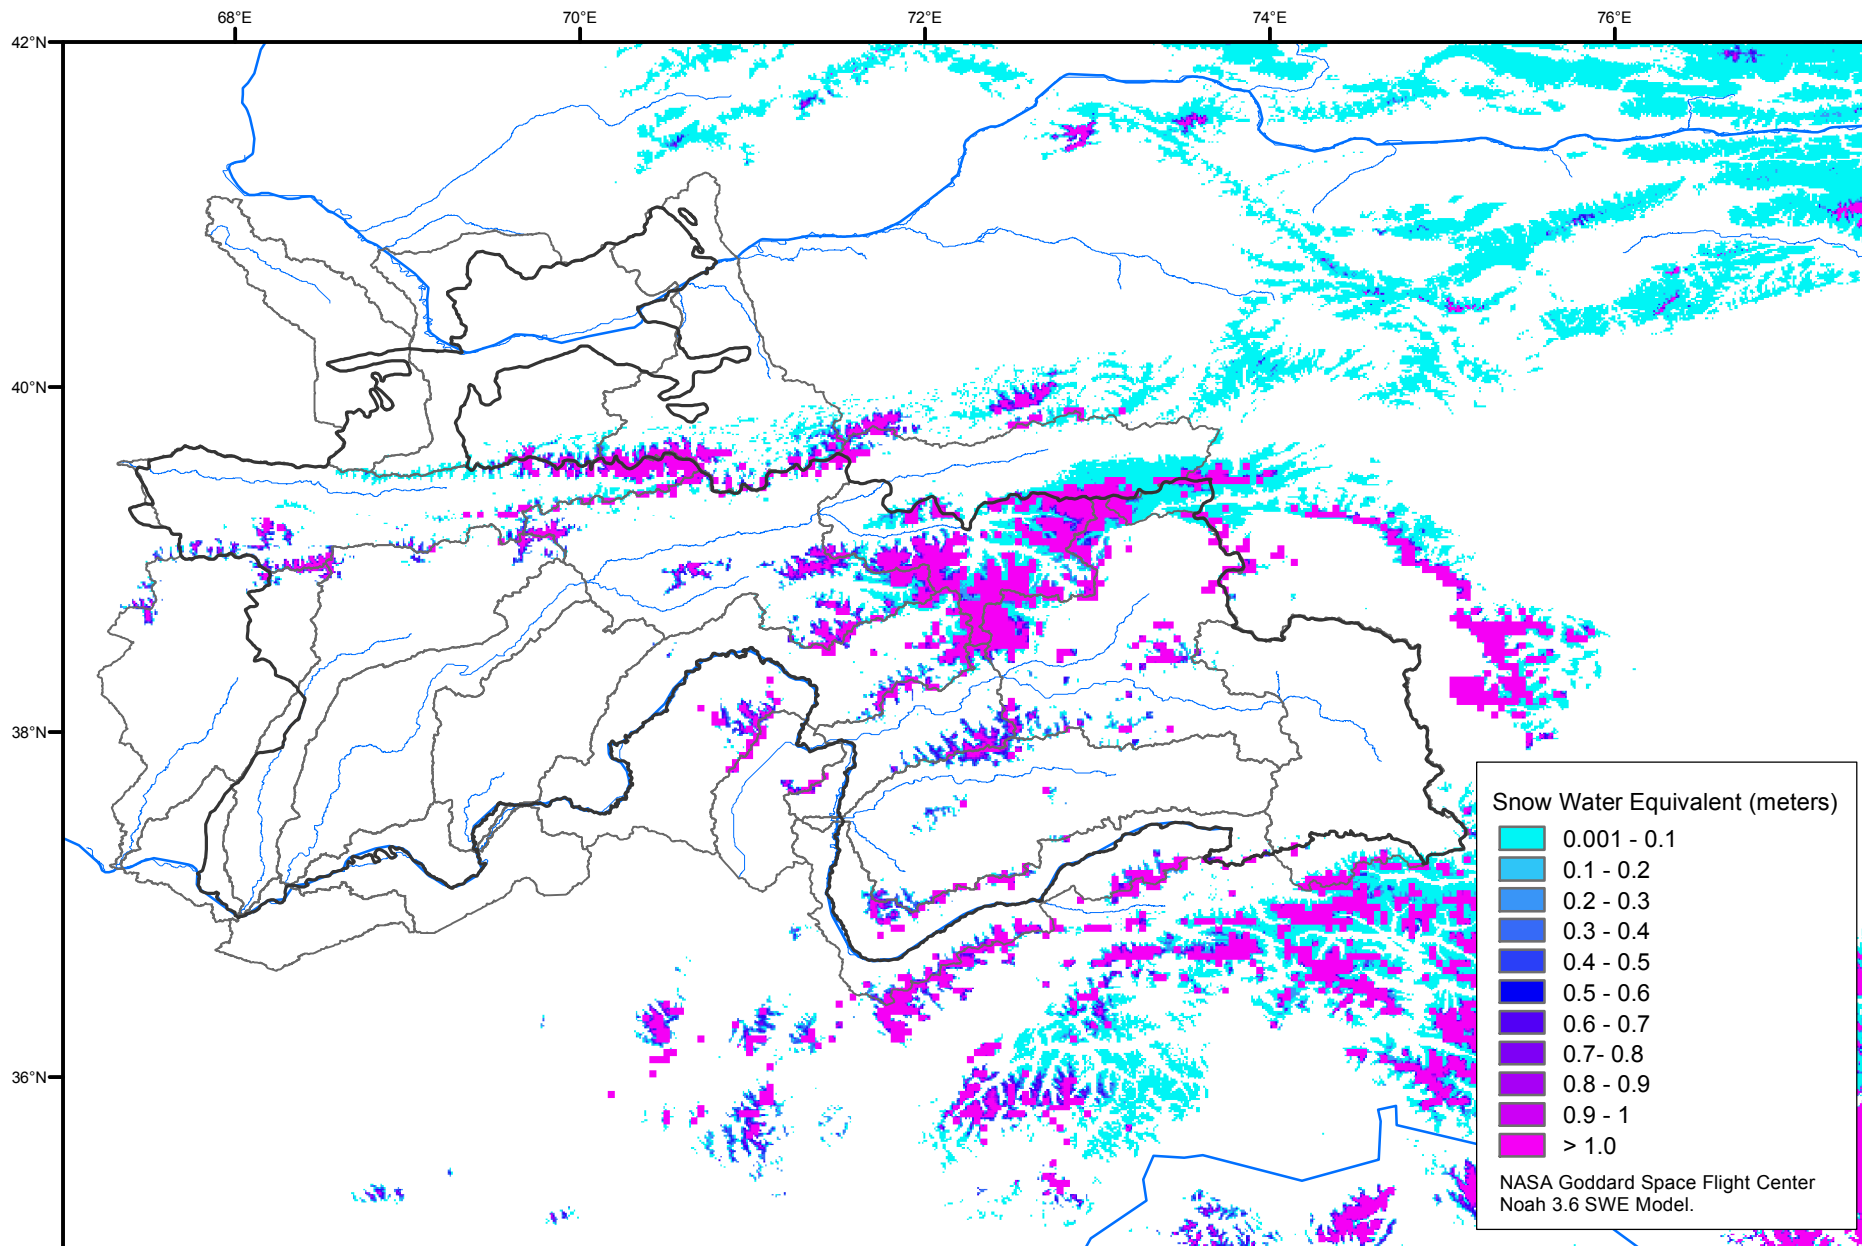 68°E
70°E
72°E
74°E
76°E
42°N
40°N
38°N
36°N
Snow Water Equivalent (meters)
0.001 - 0.1
0.1 - 0.2
0.2 - 0.3
0.3 - 0.4
0.4 - 0.5
0.5 - 0.6
0.6 - 0.7
0.7- 0.8
0.8 - 0.9
0.9 - 1
> 1.0
NASA Goddard Space Flight Center
Noah 3.6 SWE Model.